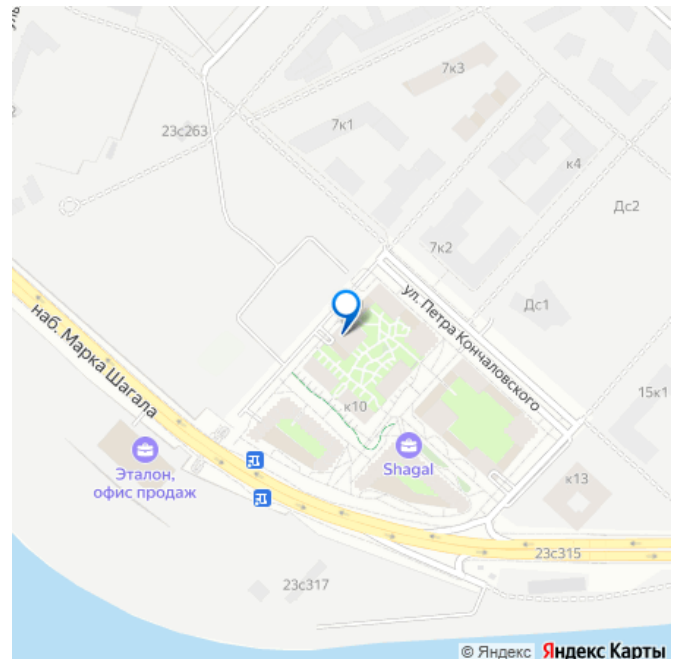 7к3
7к1
23с263
к4
Дс2
7к2
ул. Петра Кончаловского
Дс1
наб. Марка Шагала
к10
15к1
Shagal
Эталон,
офис продаж
к13
23с315
23с317
© Яндекс Яндекс Карты